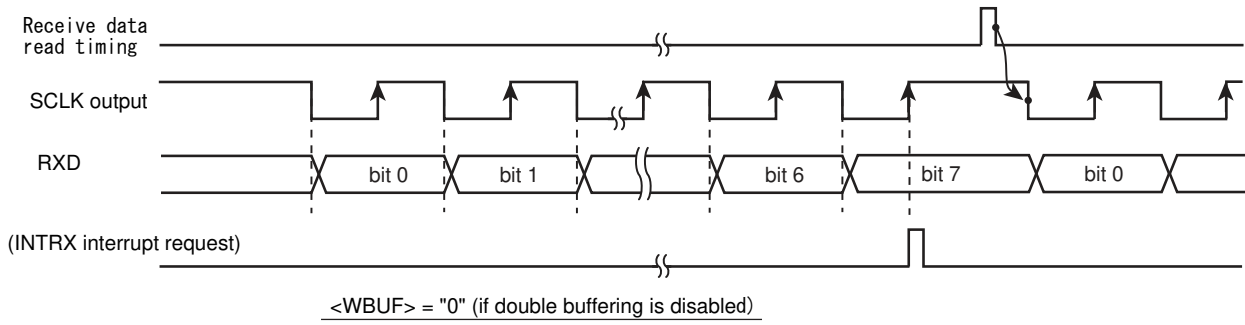 Receive data
read timing
SCLK output
RXD
bit 0
bit 1
bit 6
bit 7
bit 0
(INTRX interrupt request)
<WBUF> = "0" (if double buffering is disabled)